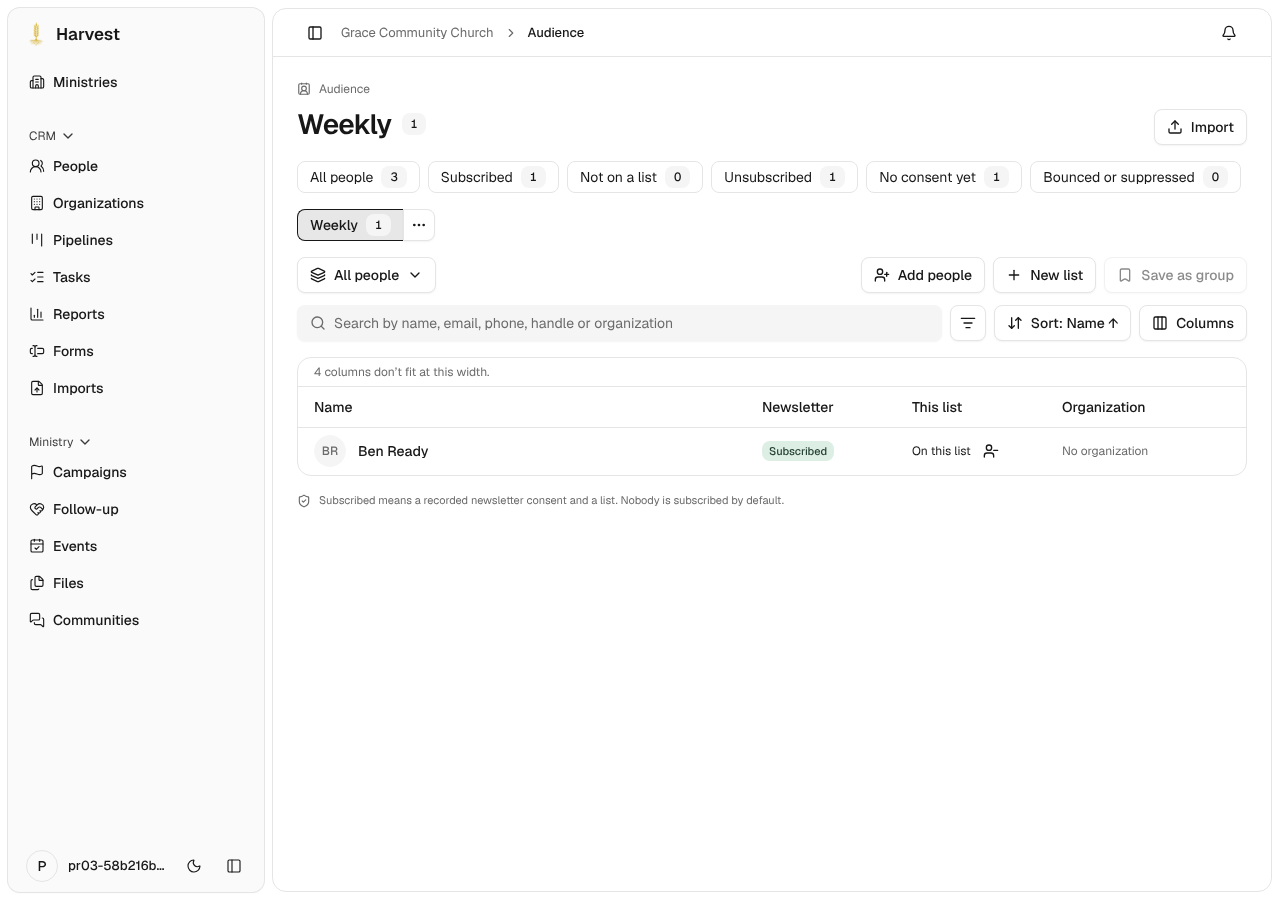 Harvest
Grace Community Church > Audience
Ministries
CRM
People
Organizations
Pipelines
Tasks
Reports
Forms
Imports
Ministry
Campaigns
Follow-up
Events
Files
Communities
P pr03-58b216b…
Audience
Weekly 1
Import
All people 3 Subscribed 1 Not on a list 0 Unsubscribed 1 No consent yet 1 Bounced or suppressed 0
Weekly 1
All people Add people New list Save as group
Search by name, email, phone, handle or organization Sort: Name ↑ Columns
4 columns don't fit at this width.
Name Newsletter This list Organization
BR Ben Ready Subscribed On this list No organization
Subscribed means a recorded newsletter consent and a list. Nobody is subscribed by default.